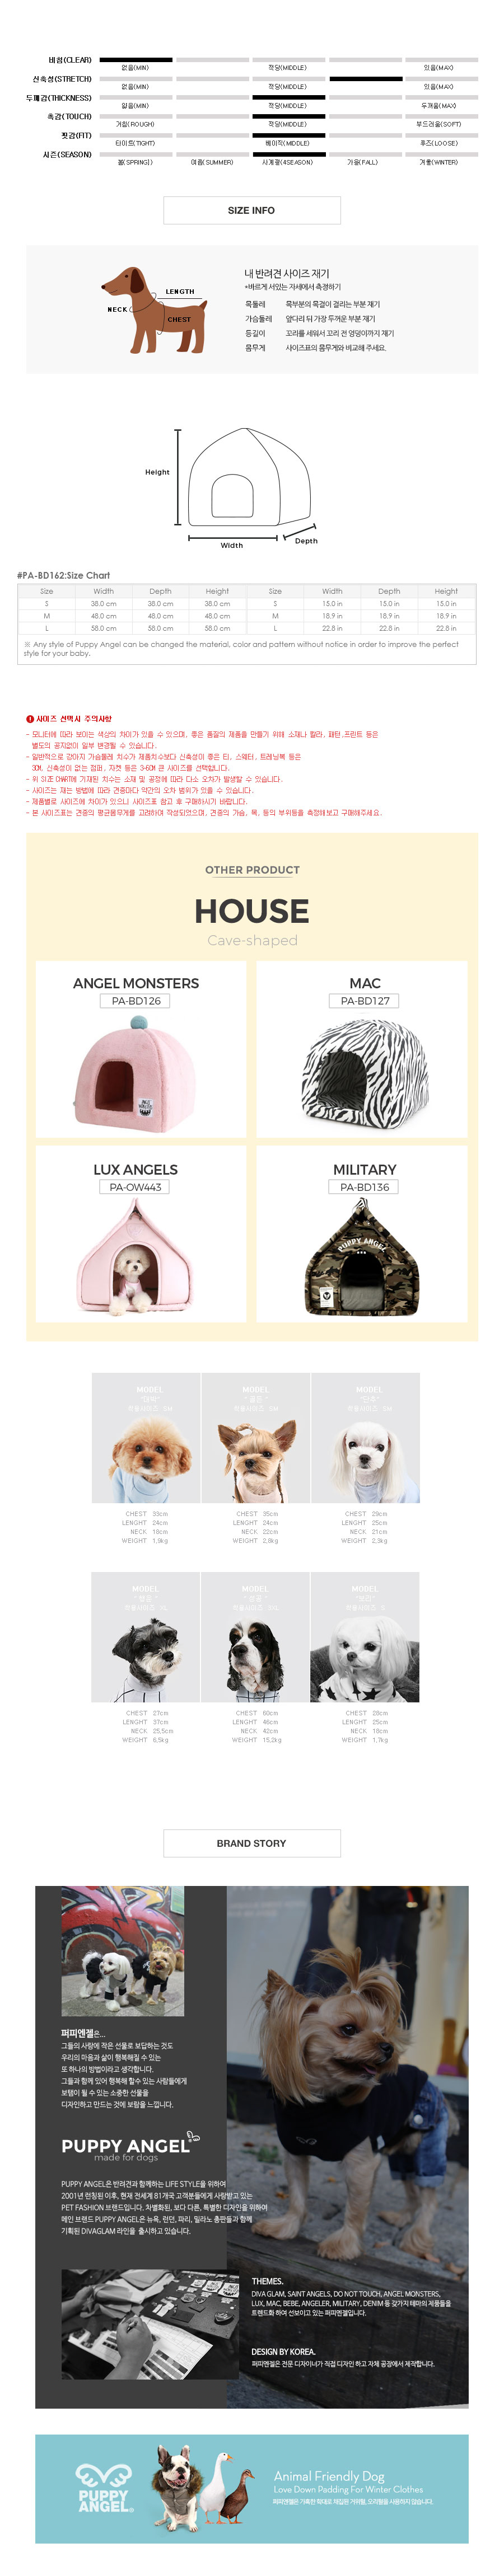 비침(CLEAR)
없음(MIN) 적당(MIDDLE) 있음(MAX)
신축성(STRETCH)
없음(MIN) 적당(MIDDLE) 있음(MAX)
두께감(THICKNESS)
얇음(MIN) 적당(MIDDLE) 두꺼움(MAX)
촉감(TOUCH)
거침(ROUGH) 적당(MIDDLE) 부드러움(SOFT)
핏감(FIT)
타이트(TIGHT) 베이직(MIDDLE) 루즈(LOOSE)
시즌(SEASON)
봄(SPRING)) 여름(SUMMER) 사계절(4SEASON) 가을(FALL) 겨울(WINTER)
SIZE INFO
LENGTH
NECK
CHEST
내 반려견 사이즈 재기
*바르게 서있는 자세에서 측정하기
목둘레 목부분의 목걸이 걸리는 부분 재기
가슴둘레 앞다리 뒤 가장 두꺼운 부분 재기
등길이 꼬리를 세워서 꼬리 전 엉덩이까지 재기
몸무게 사이즈표의 몸무게와 비교해 주세요.
Height
Width
Depth
#PA-BD162:Size Chart
Size Width Depth Height Size Width Depth Height
S 38.0 cm 38.0 cm 38.0 cm S 15.0 in 15.0 in 15.0 in
M 48.0 cm 48.0 cm 48.0 cm M 18.9 in 18.9 in 18.9 in
L 58.0 cm 58.0 cm 58.0 cm L 22.8 in 22.8 in 22.8 in
※ Any style of Puppy Angel can be changed the material, color and pattern without notice in order to improve the perfect
style for your baby.
! 사이즈 선택시 주의사항
- 모니터에 따라 보이는 색상의 차이가 있을 수 있으며, 좋은 품질의 제품을 만들기 위해 소재나 컬러, 패턴,프린트 등은
별도의 공지없이 일부 변경될 수 있습니다.
- 일반적으로 강아지 가슴둘레 치수가 제품치수보다 신축성이 좋은 티, 스웨터, 트레닝복 등은
3CM, 신축성이 없는 점퍼, 자켓 등은 3-6CM 큰 사이즈를 선택합니다.
- 위 SIZE CHART에 기재된 치수는 소재 및 공정에 따라 다소 오차가 발생할 수 있습니다.
- 사이즈는 재는 방법에 따라 견종마다 약간의 오차 범위가 있을 수 있습니다.
- 제품별로 사이즈에 차이가 있으니 사이즈표 참고 후 구매하시기 바랍니다.
- 본 사이즈표는 견종의 평균몸무게를 고려하여 작성되었으며, 견종의 가슴, 목, 등의 부위등을 측정해보고 구매해주세요.
OTHER PRODUCT
HOUSE
Cave-shaped
ANGEL MONSTERS
PA-BD126
MAC
PA-BD127
LUX ANGELS
PA-OW443
MILITARY
PA-BD136
PUPPY ANGEL
MODEL MODEL MODEL
CHEST 33cm
LENGHT 24cm
NECK 18cm
WEIGHT 1,9kg
CHEST 35cm
LENGHT 24cm
NECK 22cm
WEIGHT 2,8kg
CHEST 29cm
LENGHT 25cm
NECK 21cm
WEIGHT 2,3kg
MODEL MODEL MODEL
CHEST 27cm
LENGHT 37cm
NECK 25,5cm
WEIGHT 6,5kg
CHEST 60cm
LENGHT 46cm
NECK 42cm
WEIGHT 15,2kg
CHEST 28cm
LENGHT 25cm
NECK 18cm
WEIGHT 1,7kg
BRAND STORY
퍼피엔젤은...
그들의 사랑에 작은 선물로 보답하는 것도
우리의 마음과 삶이 행복해질 수 있는
또 하나의 방법이라고 생각합니다.
그들과 함께 있어 행복해 할수 있는 사람들에게
보탬이 될 수 있는 소중한 선물을
디자인하고 만드는 것에 보람을 느낍니다.
PUPPY ANGEL
made for dogs
PUPPY ANGEL은 반려견과 함께하는 LIFE STYLE을 위하여
2001년 런칭된 이후, 현재 전세계 81개국 고객분들에게 사랑받고 있는
PET FASHION 브랜드입니다. 차별화된, 보다 다른, 특별한 디자인을 위하여
메인 브랜드 PUPPY ANGEL은 뉴욕, 런던, 파리, 밀라노 총판들과 함께
기획된 DIVAGLAM 라인을 출시하고 있습니다.
THEMES.
DIVA GLAM, SAINT ANGELS, DO NOT TOUCH, ANGEL MONSTERS,
LUX, MAC, BEBE, ANGELER, MILITARY, DENIM 등 갖가지 테마의 제품들을
트렌드화 하여 선보이고 있는 퍼피엔젤입니다.
DESIGN BY KOREA.
퍼피엔젤은 전문 디자이너가 직접 디자인 하고 자체 공장에서 제작합니다.
PUPPY
ANGEL®
Animal Friendly Dog
Love Down Padding For Winter Clothes
퍼피엔젤은 가혹한 학대로 채집된 거위털, 오리털을 사용하지 않습니다.